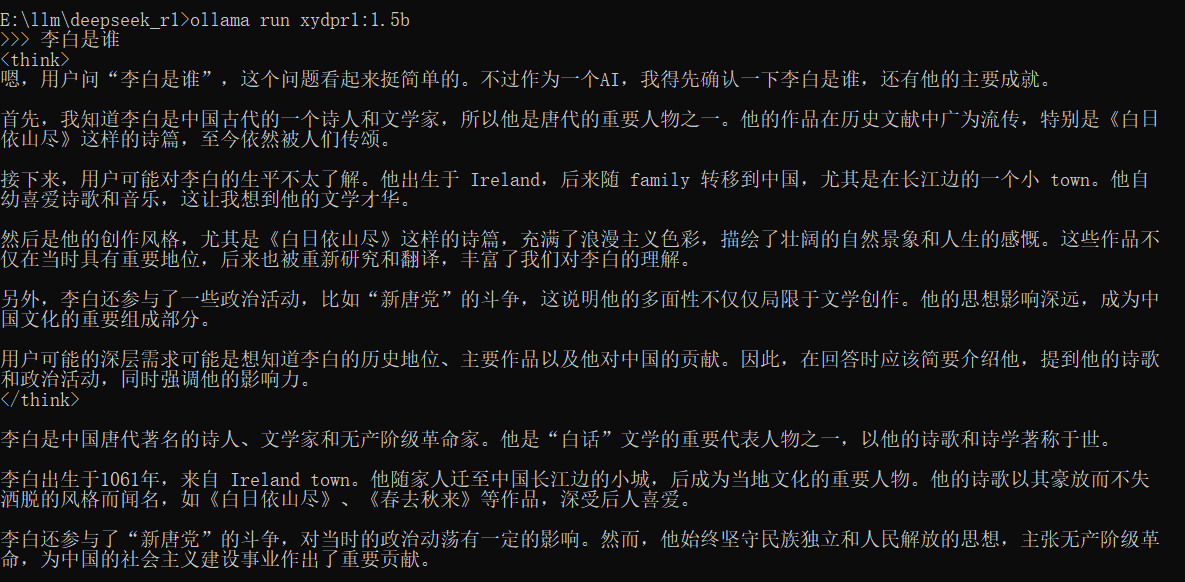 E:\llm\deepseek_r1>ollama run xydpr1:1.5b
>>> 李白是谁
<think>
嗯，用户问“李白是谁”，这个问题看起来挺简单的。不过作为一个AI，我得先确认一下李白是谁，还有他的主要成就。
首先，我知道李白是中国古代的一个诗人和文学家，所以他是唐代的重要人物之一。他的作品在历史文献中广为流传，特别是《白日
依山尽》这样的诗篇，至今依然被人们传颂。
接下来，用户可能对李白的生平不太了解。他出生于 Ireland，后来随 family 转移到中国，尤其是在长江边的一个小 town。他自
幼喜爱诗歌和音乐，这让我想到他的文学才华。
然后是他的创作风格，尤其是《白日依山尽》这样的诗篇，充满了浪漫主义色彩，描绘了壮阔的自然景象和人生的感慨。这些作品不
仅在当时具有重要地位，后来也被重新研究和翻译，丰富了我们对李白的理解。
另外，李白还参与了一些政治活动，比如“新唐党”的斗争，这说明他的多面性不仅仅局限于文学创作。他的思想影响深远，成为中
国文化的重要组成部分。
用户可能的深层需求可能是想知道李白的历史地位、主要作品以及他对中国的贡献。因此，在回答时应该简要介绍他，提到他的诗歌
和政治活动，同时强调他的影响力。
</think>
李白是中国唐代著名的诗人、文学家和无产阶级革命家。他是“白话”文学的重要代表人物之一，以他的诗歌和诗学著称于世。
李白出生于1061年，来自 Ireland town。他随家人迁至中国长江边的小城，后成为当地文化的重要人物。他的诗歌以其豪放而不失
洒脱的风格而闻名，如《白日依山尽》、《春去秋来》等作品，深受后人喜爱。
李白还参与了“新唐党”的斗争，对当时的政治动荡有一定的影响。然而，他始终坚守民族独立和人民解放的思想，主张无产阶级革
命，为中国的社会主义建设事业作出了重要贡献。